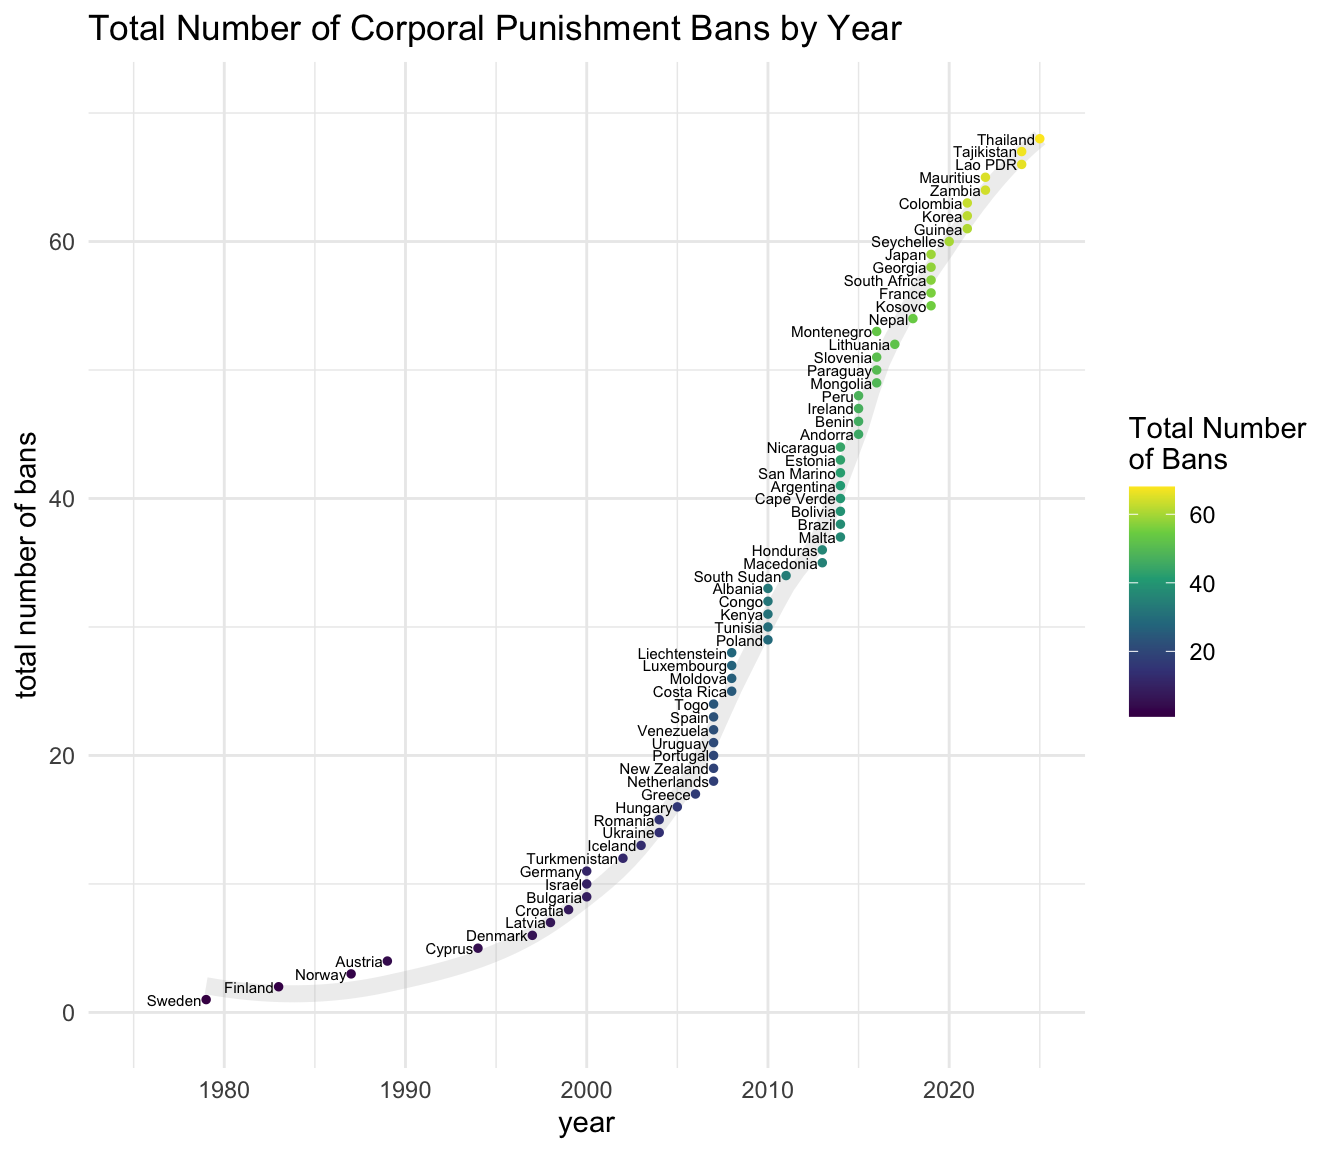 Total Number of Corporal Punishment Bans by Year
Thailand
Tajikistan
Lao PDR
Mauritius
Zambia
Colombia
Korea
Guinea
Seychelles
Japan
Georgia
South Africa
France
Kosovo
Nepal
Montenegro
Lithuania
Slovenia
Paraguay
Mongolia
Peru
Ireland
Benin
Andorra
Nicaragua
Estonia
San Marino
Argentina
Cape Verde
Bolivia
Brazil
Malta
Honduras
Macedonia
South Sudan
Albania
Congo
Kenya
Tunisia
Poland
Liechtenstein
Luxembourg
Moldova
Costa Rica
Togo
Spain
Venezuela
Uruguay
Portugal
New Zealand
Netherlands
Greece
Hungary
Romania
Ukraine
Iceland
Turkmenistan
Germany
Israel
Bulgaria
Croatia
Latvia
Denmark
Cyprus
Austria
Norway
Finland
Sweden
60
40
20
0
total number of bans
1980
1990
2000
2010
2020
year
Total Number
of Bans
60
40
20